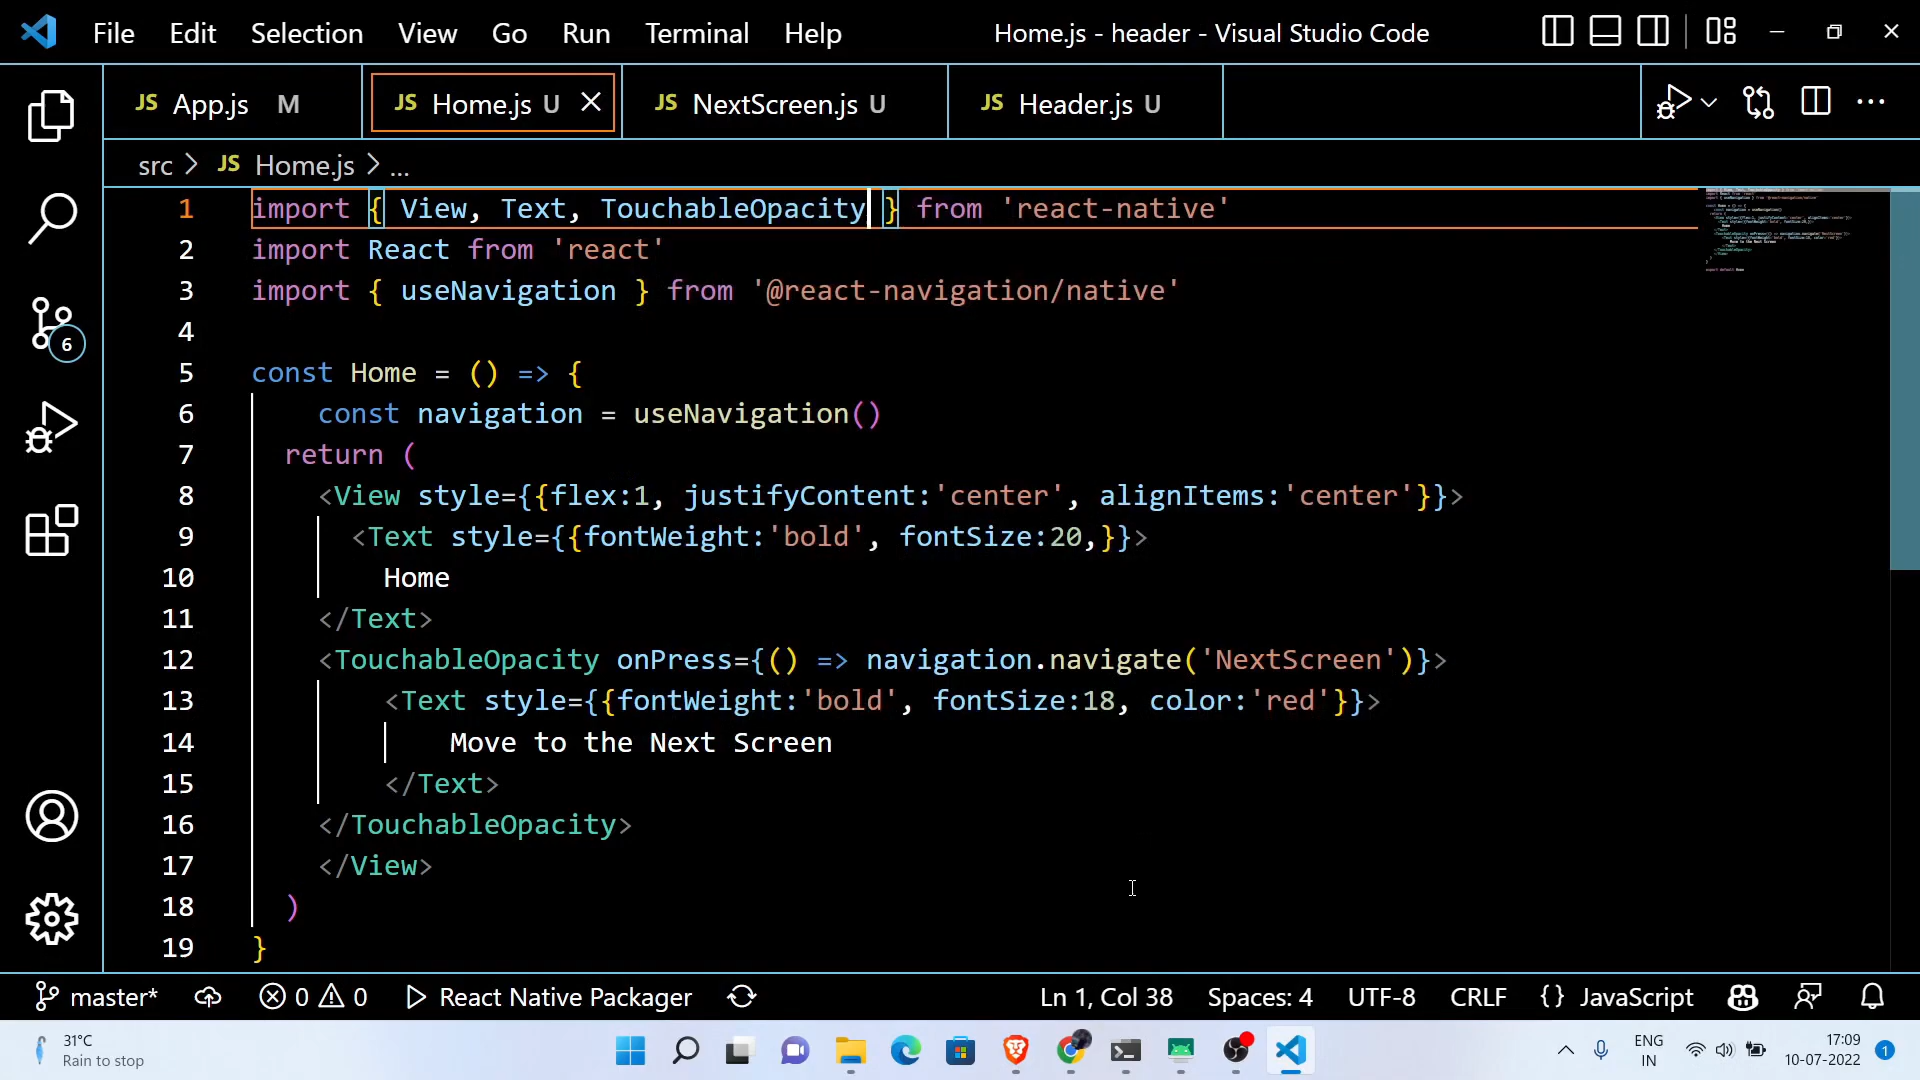 File Edit Selection View Go Run Terminal Help Home.js - header - Visual Studio Code
JS App.js M JS Home.js U JS NextScreen.js U JS Header.js U
src > JS Home.js > ...
1 import { View, Text, TouchableOpacity } from 'react-native'
2 import React from 'react'
3 import { useNavigation } from '@react-navigation/native'
4
5 const Home = () => {
6 const navigation = useNavigation()
7 return (
8 <View style={{flex:1, justifyContent:'center', alignItems:'center'}}>
9 <Text style={{fontWeight:'bold', fontSize:20,}}>
10 Home
11 </Text>
12 <TouchableOpacity onPress={() => navigation.navigate('NextScreen')}>
13 <Text style={{fontWeight:'bold', fontSize:18, color:'red'}}>
14 Move to the Next Screen
15 </Text>
16 </TouchableOpacity>
17 </View>
18 )
19 }
6
master* 0 0 React Native Packager Ln 1, Col 38 Spaces: 4 UTF-8 CRLF {} JavaScript
31°C
Rain to stop
ENG
IN
17:09
10-07-2022
1